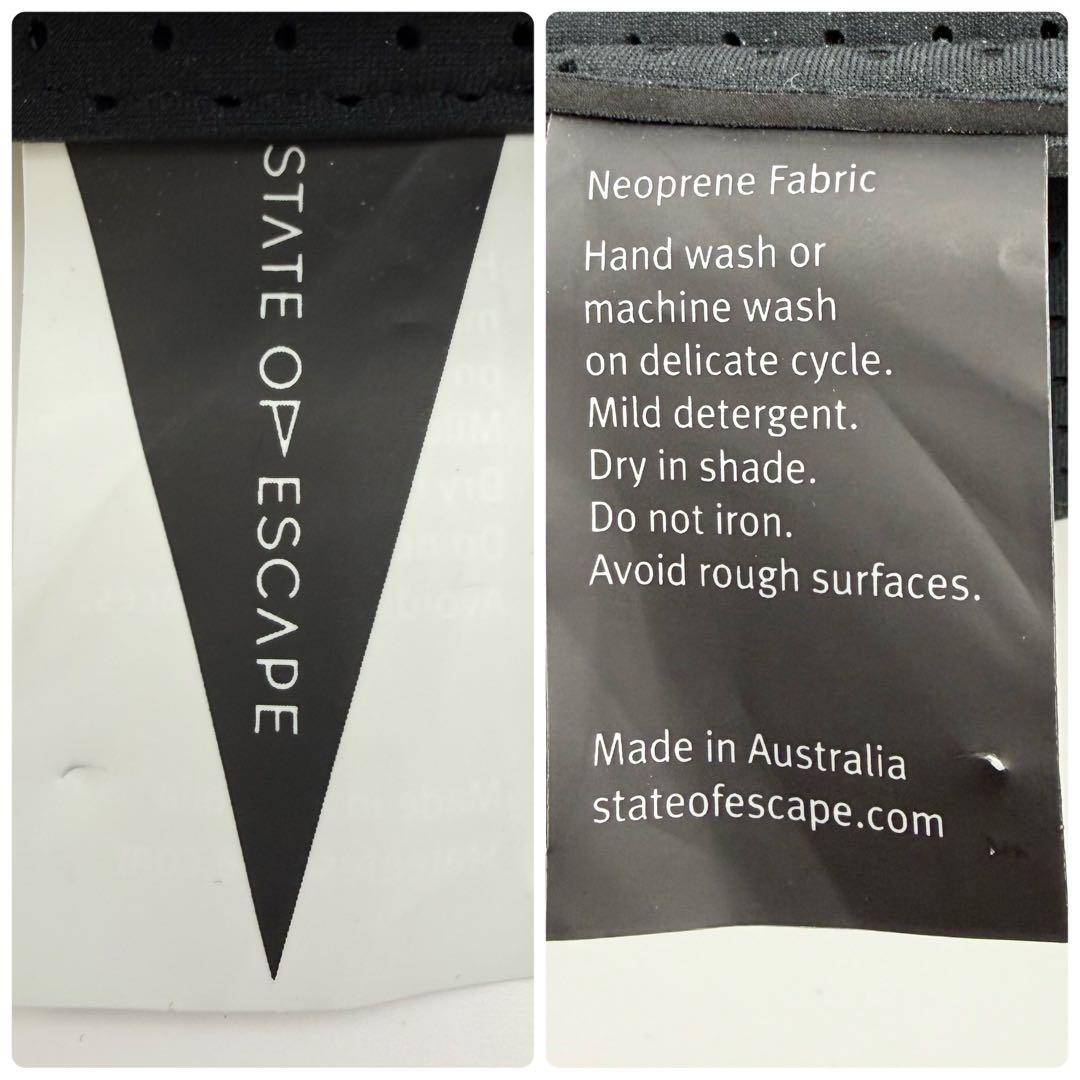 STATE OF ESCAPE
Neoprene Fabric
Hand wash or
machine wash
on delicate cycle.
Mild detergent.
Dry in shade.
Do not iron.
Avoid rough surfaces.
Made in Australia
stateofescape.com